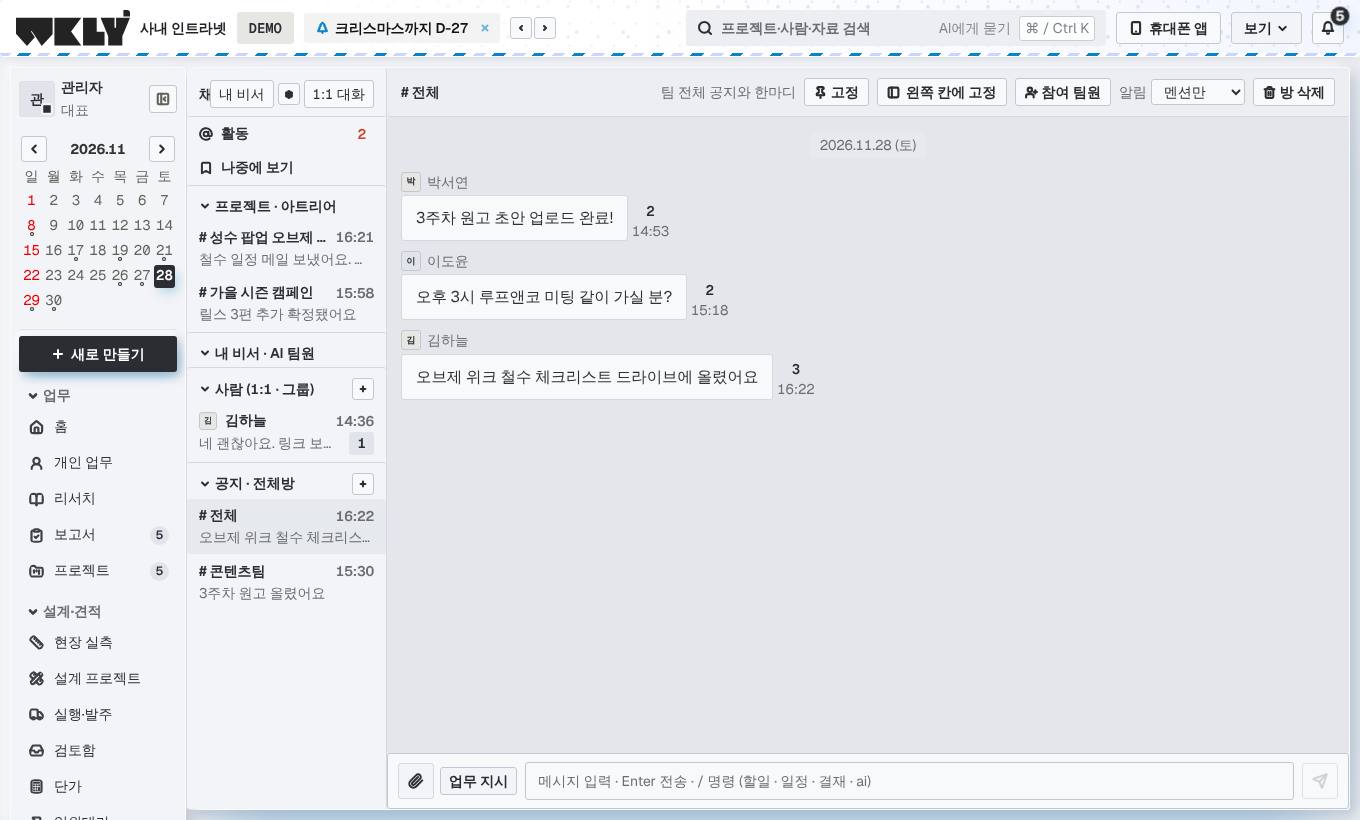 WKLY 사내 인트라넷 DEMO 크리스마스까지 D-27 × 프로젝트·사람·자료 검색 AI에게 묻기 ⌘ / Ctrl K 휴대폰 앱 보기 5
관 관리자
대표
2026.11
일 월 화 수 목 금 토
1 2 3 4 5 6 7
8 9 10 11 12 13 14
15 16 17 18 19 20 21
22 23 24 25 26 27 28
29 30
+ 새로 만들기
업무
홈
개인 업무
리서치
보고서 5
프로젝트 5
설계·견적
현장 실측
설계 프로젝트
실행·발주
검토함
단가
내 비서 1:1 대화
활동 2
나중에 보기
프로젝트 · 아트리어
# 성수 팝업 오브제 ... 16:21
철수 일정 메일 보냈어요. ...
# 가을 시즌 캠페인 15:58
릴스 3편 추가 확정됐어요
내 비서 · AI 팀원
사람 (1:1 · 그룹) +
김 김하늘 14:36
네 괜찮아요. 링크 보... 1
공지 · 전체방 +
# 전체 16:22
오브제 위크 철수 체크리스...
# 콘텐츠팀 15:30
3주차 원고 올렸어요
# 전체 팀 전체 공지와 한마디 고정 왼쪽 칸에 고정 참여 팀원 알림 멘션만 방 삭제
2026.11.28 (토)
박 박서연
3주차 원고 초안 업로드 완료! 2
14:53
이 이도윤
오후 3시 루프앤코 미팅 같이 가실 분? 2
15:18
김 김하늘
오브제 위크 철수 체크리스트 드라이브에 올렸어요 3
16:22
업무 지시 메시지 입력 · Enter 전송 · / 명령 (할일 · 일정 · 결재 · ai)